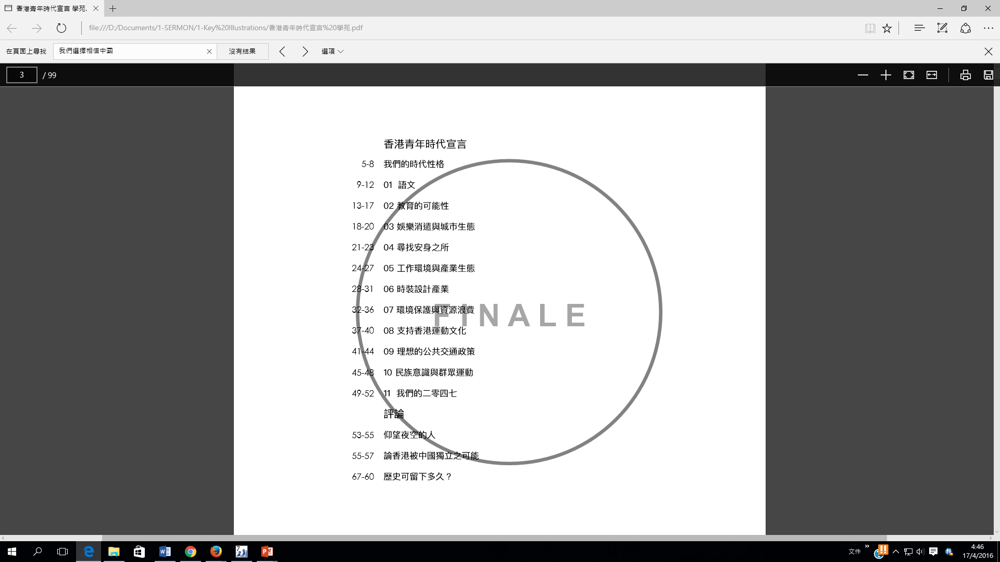 香港青年時代宣言 學苑.
file:///D:/Documents/1-SERMON/1-Key%20Illustrations/香港青年時代宣言%20學苑.pdf
在頁面上尋找 我們選擇相信中國 沒有結果 選項
3 / 99
香港青年時代宣言
5-8 我們的時代性格
9-12 01 語文
13-17 02 教育的可能性
18-20 03 娛樂消遣與城市生態
21-23 04 尋找安身之所
24-27 05 工作環境與產業生態
28-31 06 時裝設計產業
32-36 07 環境保護與資源浪費
FINALE
37-40 08 支持香港運動文化
41-44 09 理想的公共交通政策
45-48 10 民族意識與群眾運動
49-52 11 我們的二零四七
評論
53-55 仰望夜空的人
55-57 論香港被中國獨立之可能
67-60 歷史可留下多久？
文件
4:46
17/4/2016